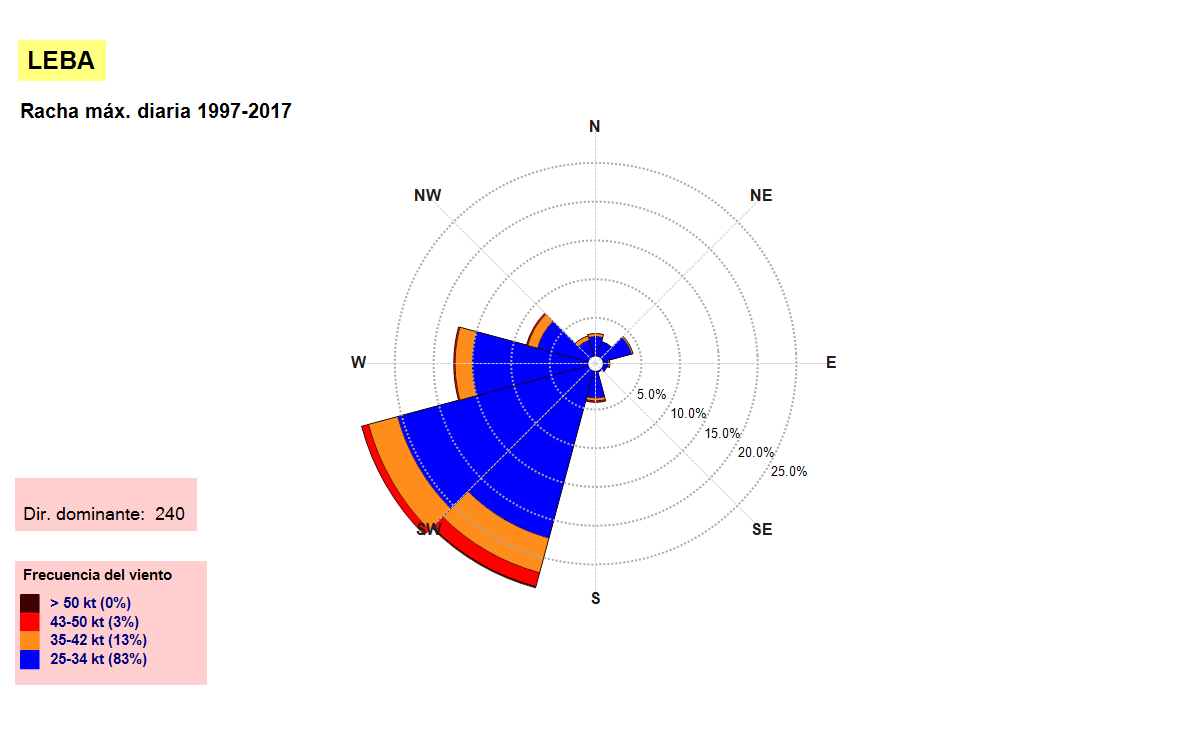 LEBA
Racha máx. diaria 1997-2017
N
NW
NE
W
E
5.0%
10.0%
15.0%
20.0%
25.0%
SW
SE
S
Dir. dominante: 240
Frecuencia del viento
> 50 kt (0%)
43-50 kt (3%)
35-42 kt (13%)
25-34 kt (83%)